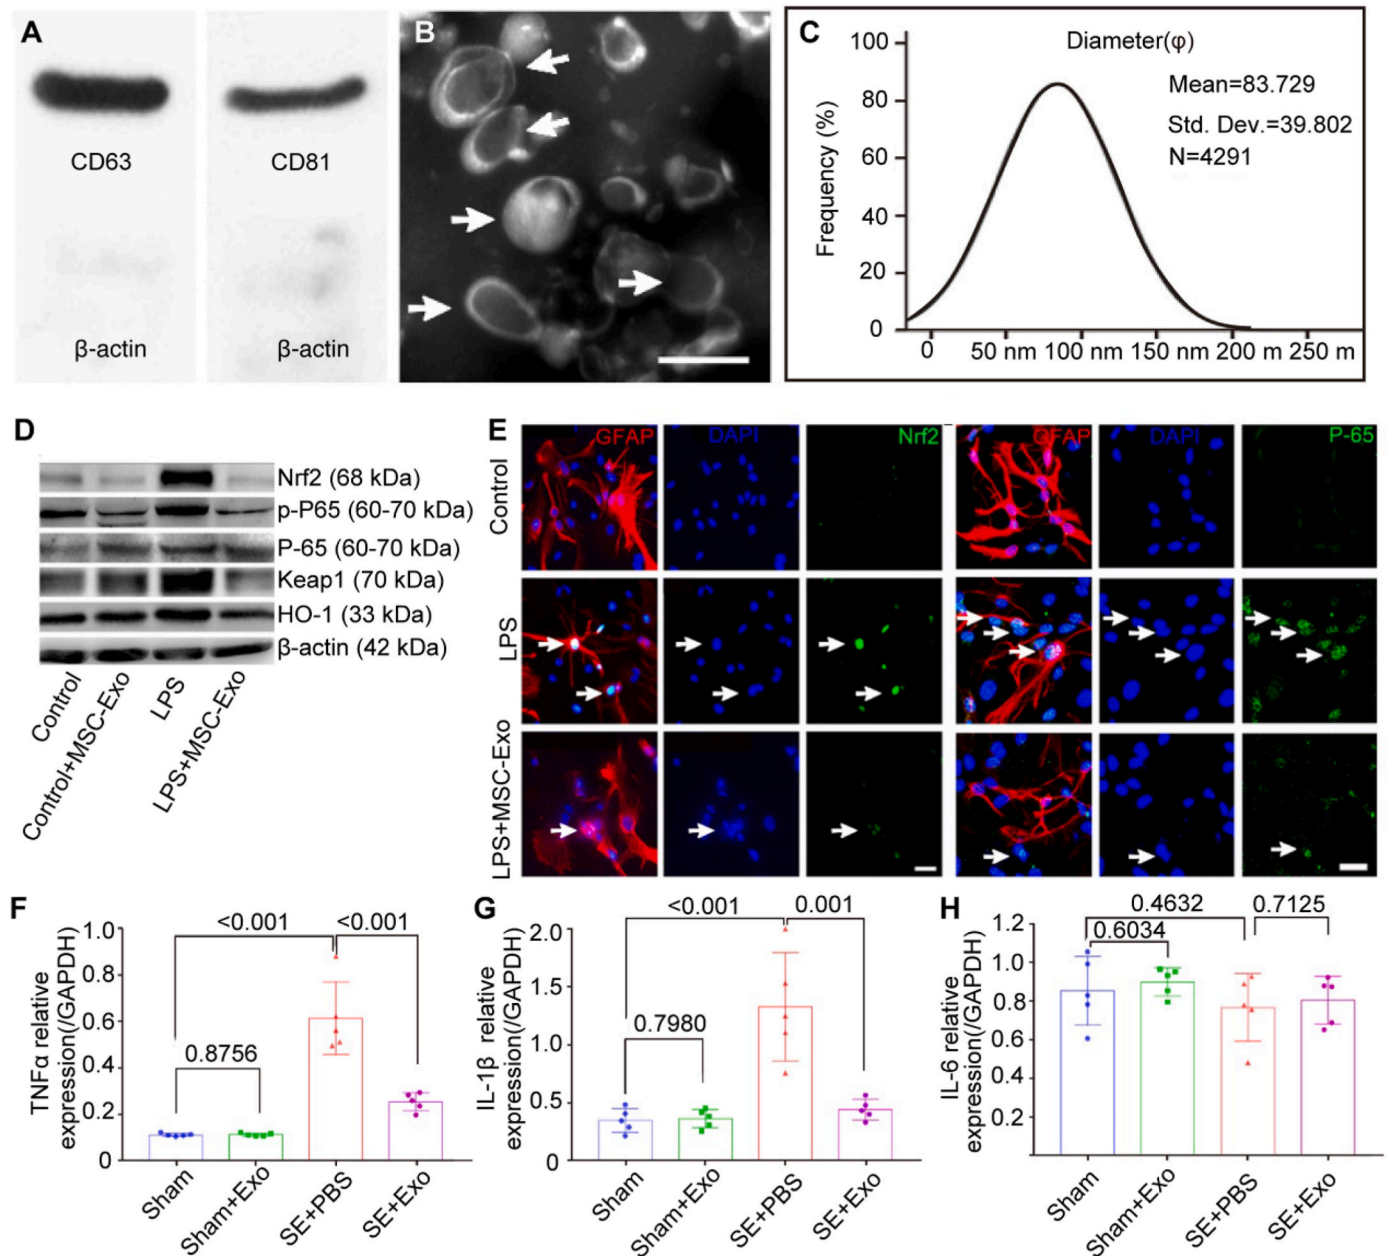 A
CD63
CD81
β-actin
β-actin
B
C
Diameter(φ)
Mean=83.729
Std. Dev.=39.802
N=4291
Frequency (%)
100
80
60
40
20
0
0 50 nm 100 nm 150 nm 200 m 250 m
D
Nrf2 (68 kDa)
p-P65 (60-70 kDa)
P-65 (60-70 kDa)
Keap1 (70 kDa)
HO-1 (33 kDa)
β-actin (42 kDa)
Control
Control+MSC-Exo
LPS
LPS+MSC-Exo
E
GFAP DAPI Nrf2 GFAP DAPI P-65
Control
LPS
LPS+MSC-Exo
F
TNFα relative
expression(/GAPDH)
1.0
0.8
0.6
0.4
0.2
0
<0.001 <0.001
0.8756
Sham
Sham+Exo
SE+PBS
SE+Exo
G
IL-1β relative
expression(/GAPDH)
2.0
1.5
1.0
0.5
0
<0.001 0.001
0.7980
Sham
Sham+Exo
SE+PBS
SE+Exo
H
IL-6 relative
expression(/GAPDH)
1.2
1.0
0.8
0.6
0.4
0.2
0.4632 0.7125
0.6034
Sham
Sham+Exo
SE+PBS
SE+Exo